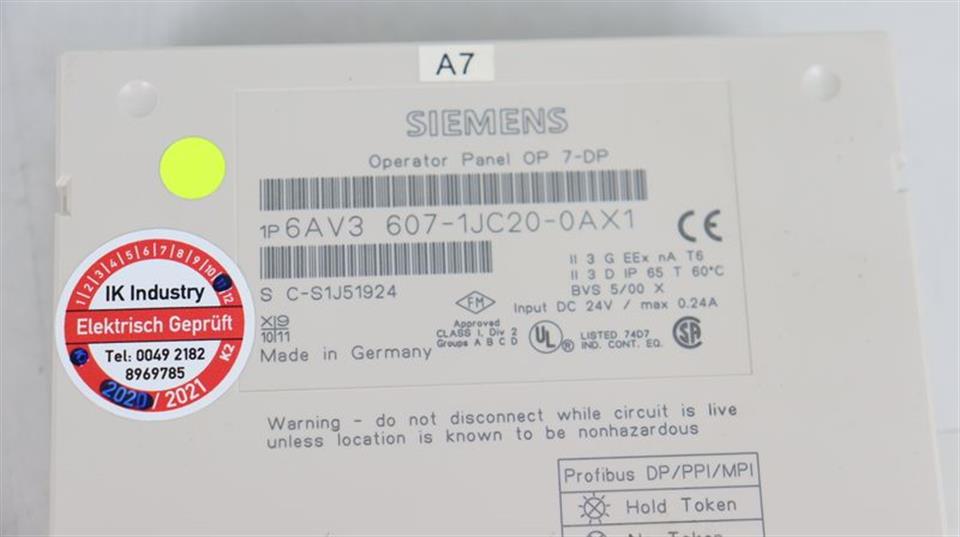 A7
SIEMENS
Operator Panel OP 7-DP
1P 6AV3 607-1JC20-0AX1
CE
S C-S1J51924
II 3 G EEx nA T6
II 3 D IP 65 T 60°C
BVS 5/00 X
Input DC 24V / max 0.24A
X 9
10 11
Made in Germany
FM
Approved
CLASS I, Div 2
Groups A B C D
UL ®
LISTED 74D7
IND. CONT. EQ.
SA
1/2/3/4/5/6/7/8/9/10/ 12
IK Industry
Elektrisch Geprüft
K2
Tel: 0049 2182
8969785
2020 / 2021
Warning - do not disconnect while circuit is live
unless location is known to be nonhazardous
Profibus DP/PPI/MPI
Hold Token
No Token